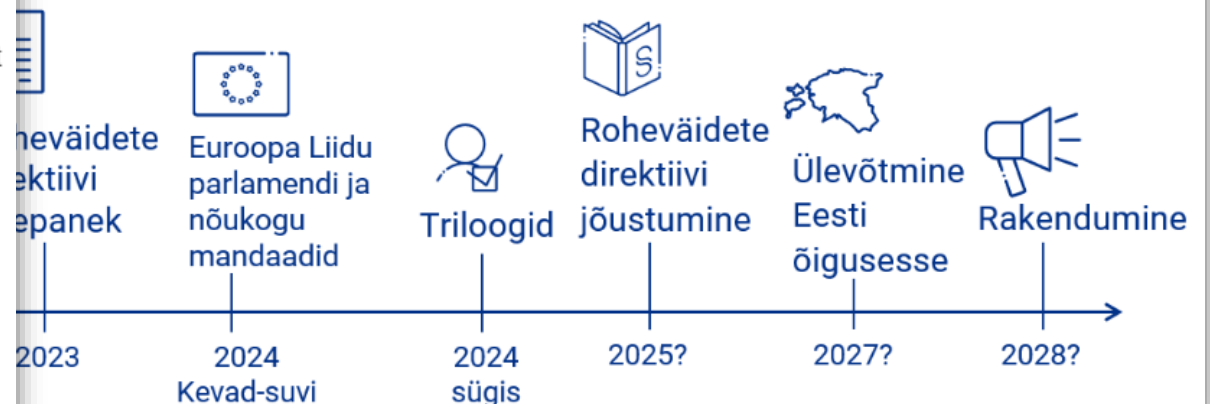 heväidete
ektiivi
epanek
2023
Euroopa Liidu
parlamendi ja
nõukogu
mandaadid
2024
Kevad-suvi
Triloogid
2024
sügis
§
Roheväidete
direktiivi
jõustumine
2025?
Ülevõtmine
Eesti
õigusesse
2027?
Rakendumine
2028?